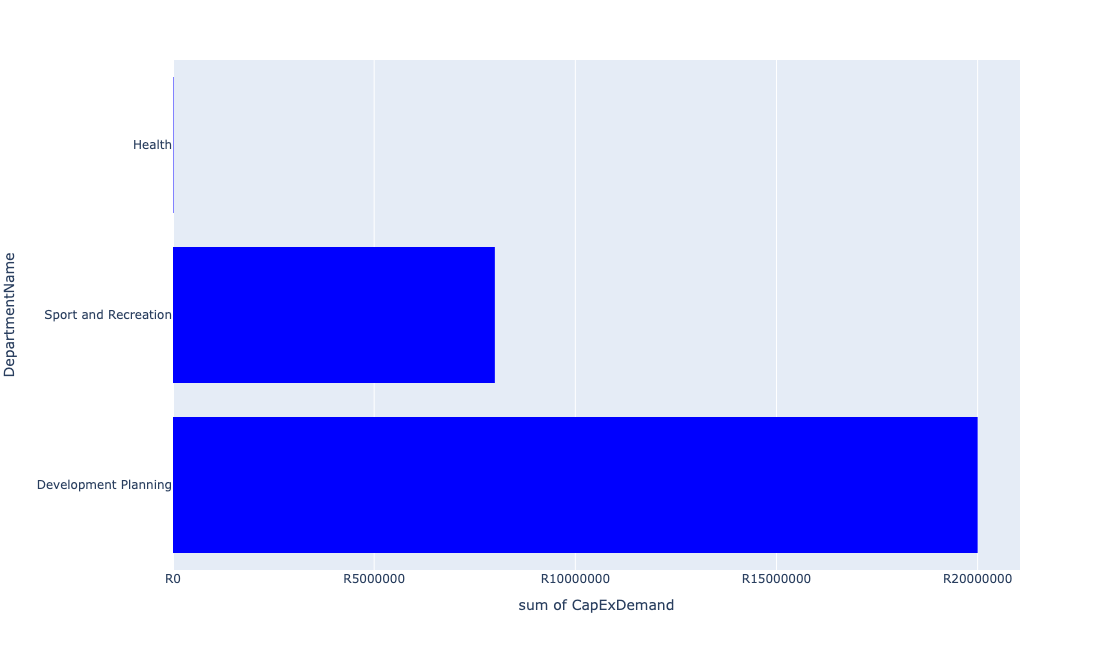 Health
Sport and Recreation
Development Planning
DepartmentName
R0
R5000000
R10000000
R15000000
R20000000
sum of CapExDemand